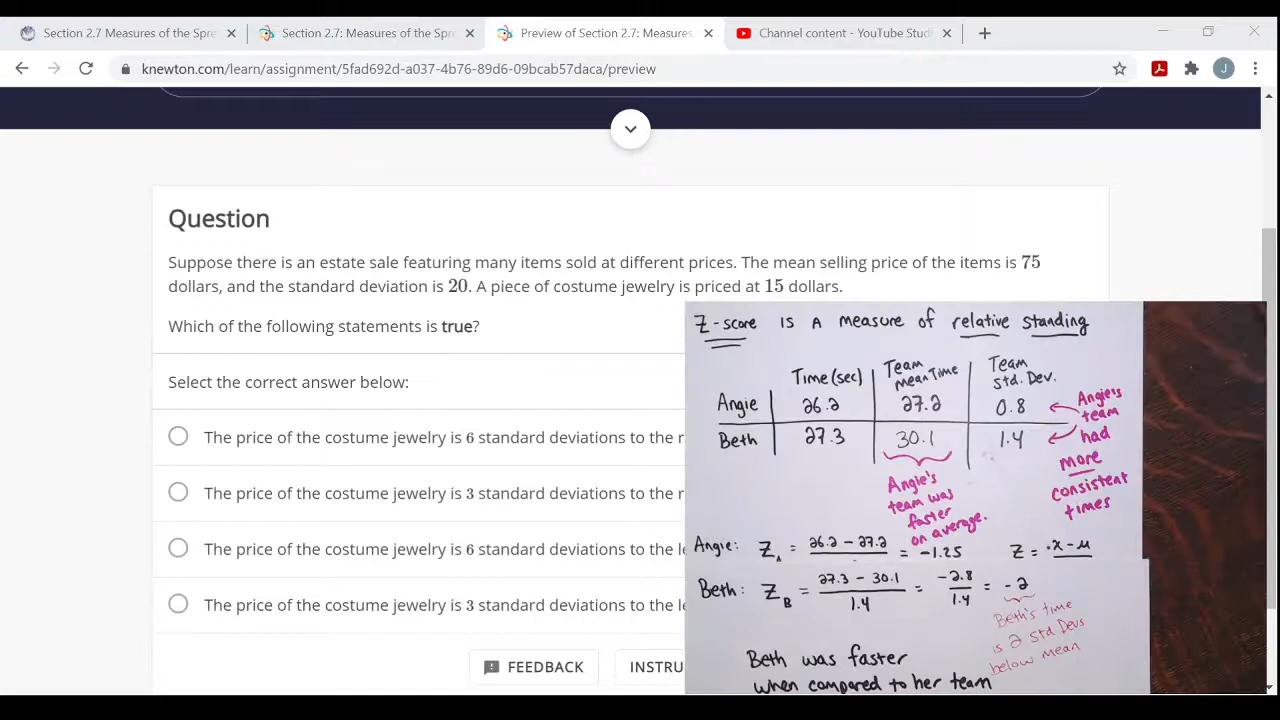 Section 2.7 Measures of the Spre
Section 2.7: Measures of the Spr
Preview of Section 2.7: Measures
Channel content - YouTube Stud
knewton.com/learn/assignment/5fad692d-a037-4b76-89d6-09bcab57daca/preview
J
Question
Suppose there is an estate sale featuring many items sold at different prices. The mean selling price of the items is 75
dollars, and the standard deviation is 20. A piece of costume jewelry is priced at 15 dollars.
Which of the following statements is true?
Select the correct answer below:
The price of the costume jewelry is 6 standard deviations to the r
The price of the costume jewelry is 3 standard deviations to the r
The price of the costume jewelry is 6 standard deviations to the le
The price of the costume jewelry is 3 standard deviations to the le
FEEDBACK
INSTRU
Z-score is a measure of relative standing
Time (sec) Team mean Time Team Std. Dev.
Angie 26.2 27.2 0.8
Beth 27.3 30.1 1.4
Angie's
team
had
more
consistent
times
Angie's
team was
faster
on average.
Angie: Z_A = 26.2 - 27.2 = -1.25
Z = x - μ
Beth: Z_B = 27.3 - 30.1 / 1.4 = -2.8 / 1.4 = -2
Beth's time
is 2 std Devs
below mean
Beth was faster
when compared to her team